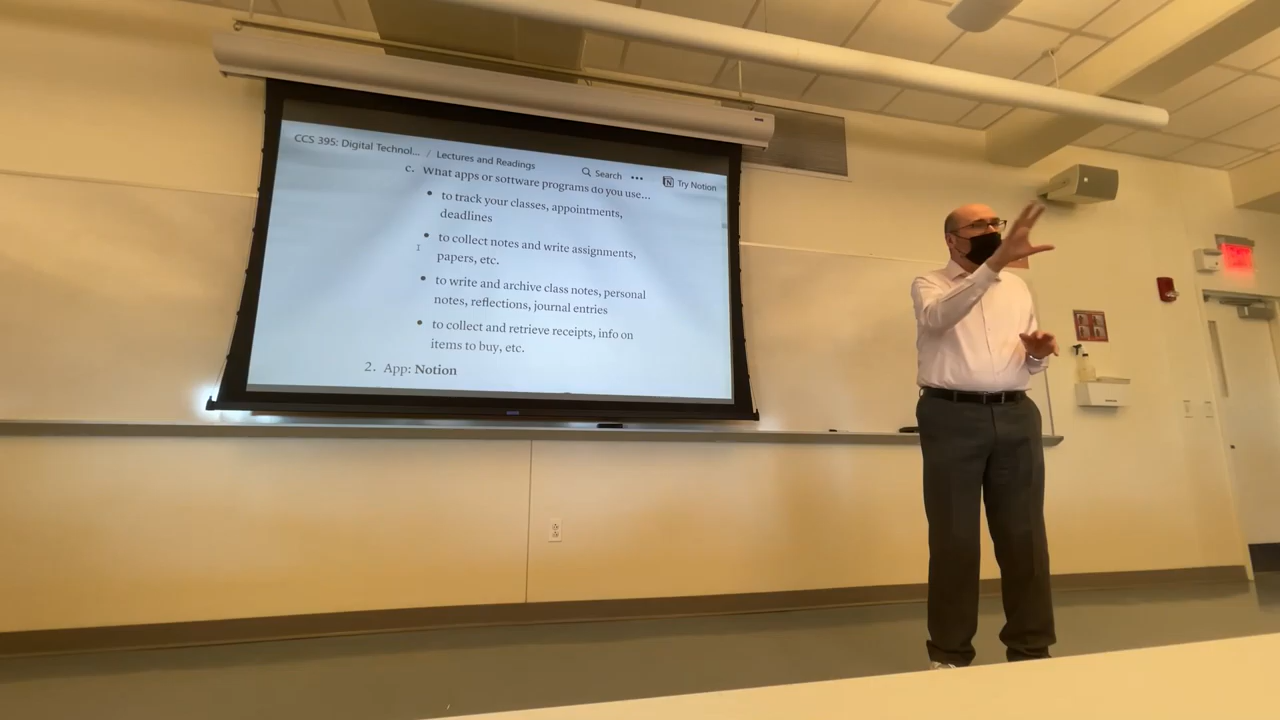 CCS 395: Digital Technol... / Lectures and Readings
Search ••• Try Notion
c. What apps or software programs do you use...
• to track your classes, appointments,
deadlines
• to collect notes and write assignments,
papers, etc.
• to write and archive class notes, personal
notes, reflections, journal entries
• to collect and retrieve receipts, info on
items to buy, etc.
2. App: Notion
EXIT